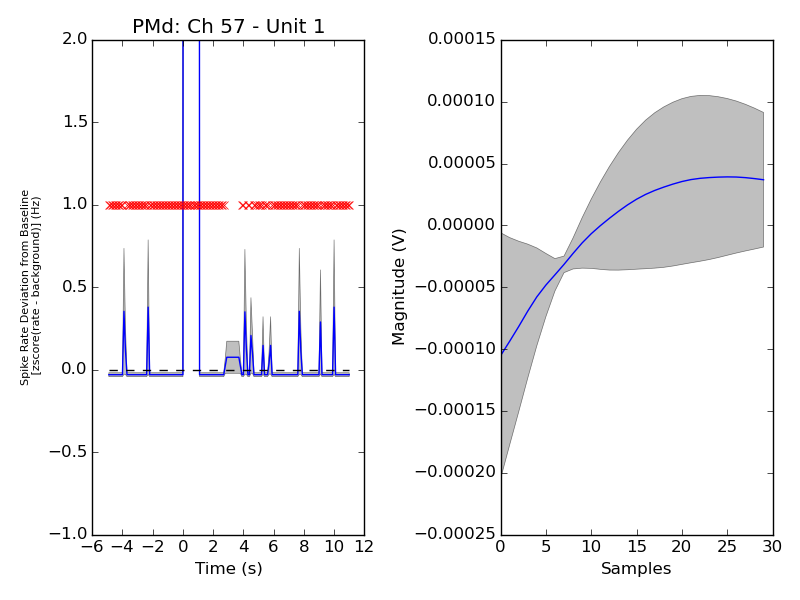 PMd: Ch 57 - Unit 1
2.0
1.5
1.0
0.5
0.0
−0.5
−1.0
−6 −4 −2 0 2 4 6 8 10 12
Time (s)
Spike Rate Deviation from Baseline
[zscore(rate - background)] (Hz)
0.00015
0.00010
0.00005
0.00000
−0.00005
−0.00010
−0.00015
−0.00020
−0.00025
0 5 10 15 20 25 30
Samples
Magnitude (V)